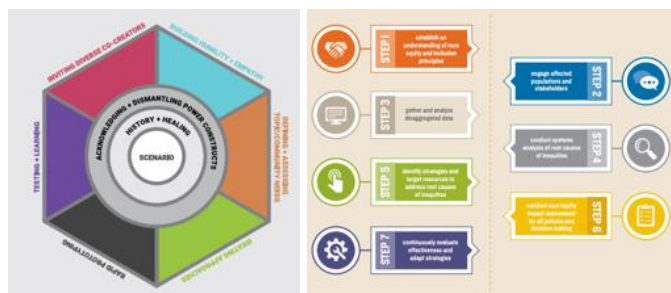 INVITING DIVERSE CO-CREATORS
BUILDING HUMILITY + EMPATHY
DEFINING + ASSESSING
TOPIC/COMMUNITY NEEDS
IDEATING APPROACHES
RAPID PROTOTYPING
TESTING + LEARNING
ACKNOWLEDGING + DISMANTLING POWER CONSTRUCTS
HISTORY + HEALING
SCENARIO
STEP 1
establish an
understanding of race
equity and inclusion
principles
STEP 2
engage affected
populations and
stakeholders
STEP 3
gather and analyze
disaggregated data
STEP 4
conduct systems
analysis of root causes
of inequities
STEP 5
identify strategies and
target resources to
address root causes
of inequities
STEP 6
conduct race equity
impact assessment
for all policies and
decision making
STEP 7
continuously evaluate
effectiveness and
adapt strategies